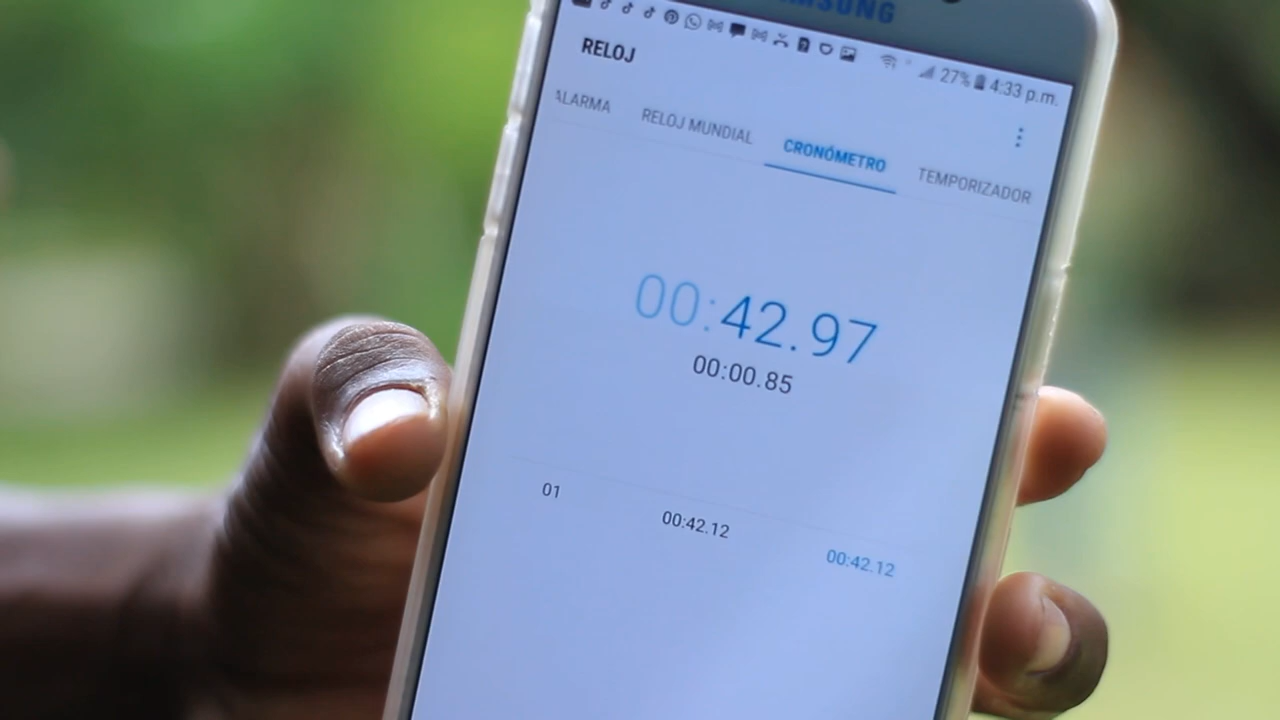 SAMSUNG
27% 4:33 p.m.
RELOJ
ALARMA RELOJ MUNDIAL CRONÓMETRO TEMPORIZADOR
00:42.97
00:00.85
01 00:42.12 00:42.12